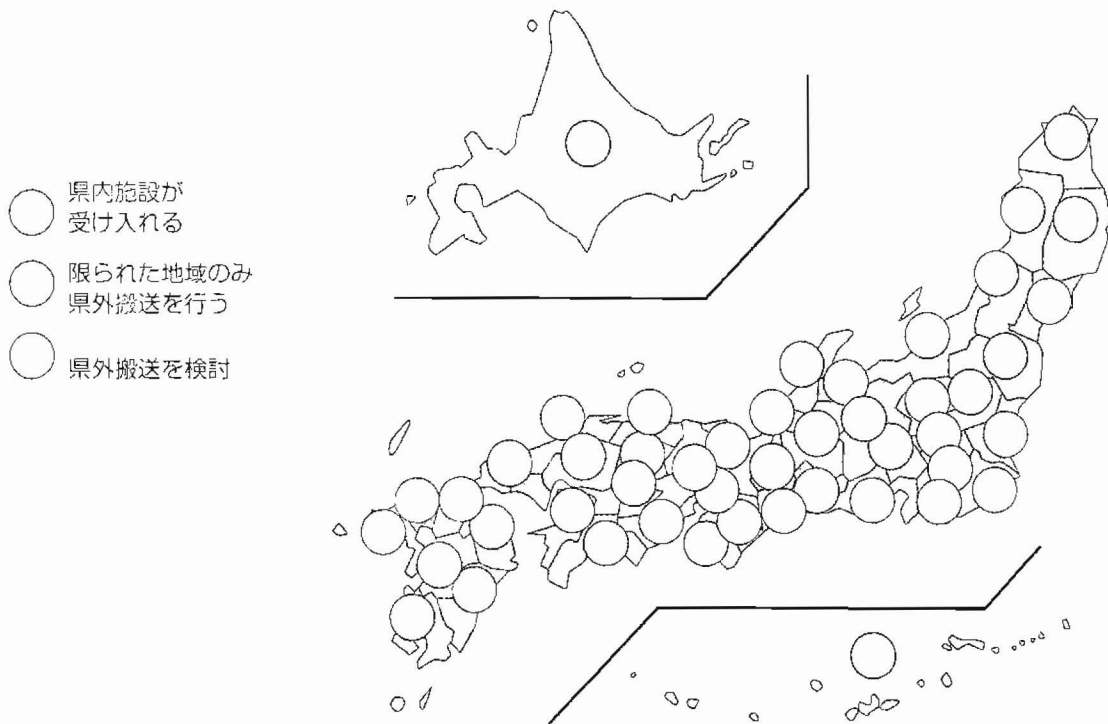 県内施設が
受け入れる
限られた地域のみ
県外搬送を行う
県外搬送を検討